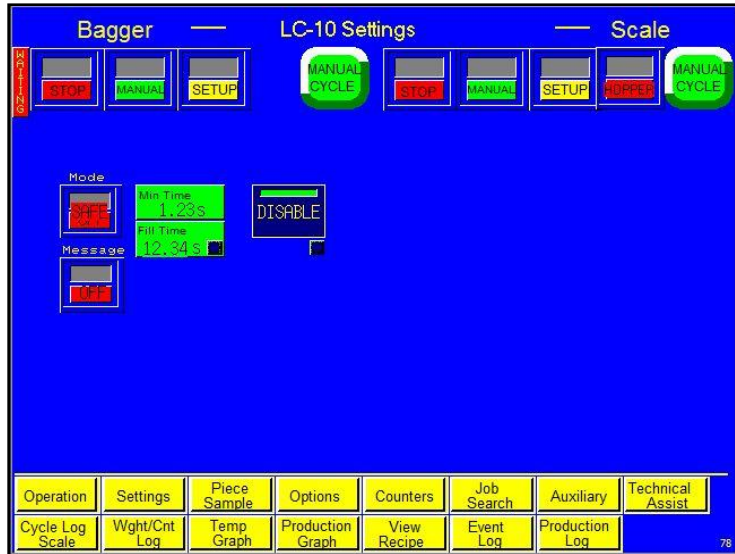 Bagger — LC-10 Settings — Scale
WAITING
STOP MANUAL SETUP MANUAL CYCLE STOP MANUAL SETUP HOPPER MANUAL CYCLE
Mode
SAFE
Min Time
1.23s
Fill Time
12.34 s
DISABLE
Message
OFF
Operation Settings Piece Sample Options Counters Job Search Auxiliary Technical Assist
Cycle Log Scale Wght/Cnt Log Temp Graph Production Graph View Recipe Event Log Production Log
78